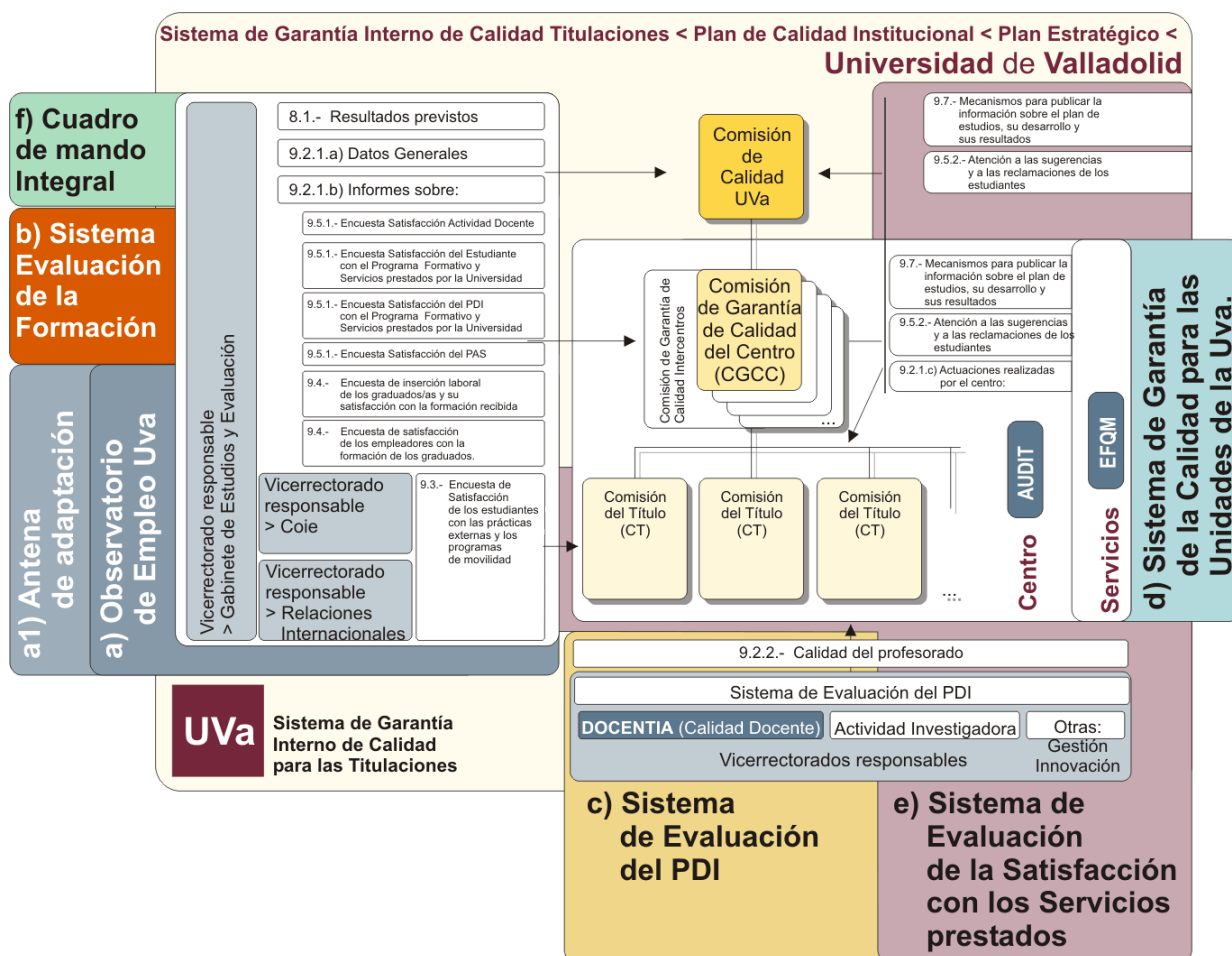 Sistema de Garantía Interno de Calidad Titulaciones < Plan de Calidad Institucional < Plan Estratégico <
Universidad de Valladolid
f) Cuadro
de mando
Integral
b) Sistema
Evaluación
de la
Formación
a1) Antena
de adaptación
a) Observatorio
de Empleo Uva
Vicerrectorado responsable
> Gabinete de Estudios y Evaluación
8.1.- Resultados previstos
9.2.1.a) Datos Generales
9.2.1.b) Informes sobre:
9.5.1.- Encuesta Satisfacción Actividad Docente
9.5.1.- Encuesta Satisfacción del Estudiante
con el Programa Formativo y
Servicios prestados por la Universidad
9.5.1.- Encuesta Satisfacción del PDI
con el Programa Formativo y
Servicios prestados por la Universidad
9.5.1.- Encuesta Satisfacción del PAS
9.4.- Encuesta de inserción laboral
de los graduados/as y su
satisfacción con la formación recibida
9.4.- Encuesta de satisfacción
de los empleadores con la
formación de los graduados.
Vicerrectorado
responsable
> Coie
Vicerrectorado
responsable
> Relaciones
Internacionales
9.3.- Encuesta de
Satisfacción
de los estudiantes
con las prácticas
externas y los
programas
de movilidad
Comisión
de
Calidad
UVa
9.7.- Mecanismos para publicar la
información sobre el plan de
estudios, su desarrollo y
sus resultados
9.5.2.- Atención a las sugerencias
y a las reclamaciones de los
estudiantes
Comisión de Garantía de
Calidad Intercentros
Comisión
de Garantía
de Calidad
del Centro
(CGCC)
...
9.7.- Mecanismos para publicar la
información sobre el plan de
estudios, su desarrollo y
sus resultados
9.5.2.- Atención a las sugerencias
y a las reclamaciones de los
estudiantes
9.2.1.c) Actuaciones realizadas
por el centro:
Comisión
del Título
(CT)
Comisión
del Título
(CT)
Comisión
del Título
(CT)
...
Centro
AUDIT
Servicios
EFQM
d) Sistema de Garantía
de la Calidad para las
Unidades de la Uva.
9.2.2.- Calidad del profesorado
Sistema de Evaluación del PDI
DOCENTIA (Calidad Docente)
Actividad Investigadora
Otras:
Gestión
Innovación
Vicerrectorados responsables
UVa
Sistema de Garantía
Interno de Calidad
para las Titulaciones
c) Sistema
de Evaluación
del PDI
e) Sistema de
Evaluación
de la Satisfacción
con los Servicios
prestados